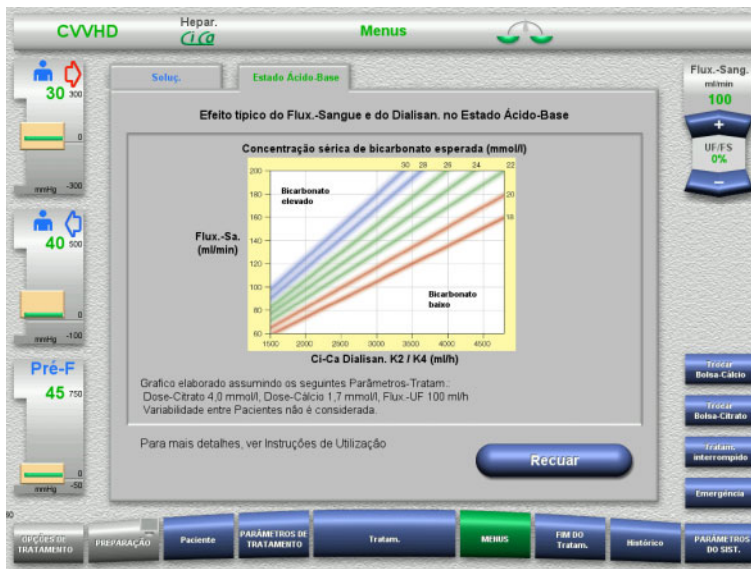 CVVHD
Hepar.
Ci Ca
Menus
30
300
0
mmHg
-300
40
500
0
mmHg
-100
Pré-F
45
750
0
mmHg
-50
Soluç.
Estado Ácido-Base
Efeito típico do Flux.-Sangue e do Dialisan. no Estado Ácido-Base
Concentração sérica de bicarbonato esperada (mmol/l)
30 28 26 24 22
20
18
Bicarbonato
elevado
Flux.-Sa.
(ml/min)
200
180
160
140
120
100
80
60
Bicarbonato
baixo
1500 2000 2500 3000 3500 4000 4500
Ci-Ca Dialisan. K2 / K4 (ml/h)
Grafico elaborado assumindo os seguintes Parâmetros-Tratam.:
Dose-Citrato 4,0 mmol/l, Dose-Cálcio 1,7 mmol/l, Flux.-UF 100 ml/h
Variabilidade entre Pacientes não é considerada.
Para mais detalhes, ver Instruções de Utilização
Recuar
Flux.-Sang.
ml/min
100
+
UF/FS
0%
−
Trocar
Bolsa-Cálcio
Trocar
Bolsa-Citrato
Tratam.
interrompido
Emergência
OPÇÕES DE
TRATAMENTO
PREPARAÇÃO
Paciente
PARÂMETROS DE
TRATAMENTO
Tratam.
MENUS
FIM DO
Tratam.
Histórico
PARÂMETROS
DO SIST.